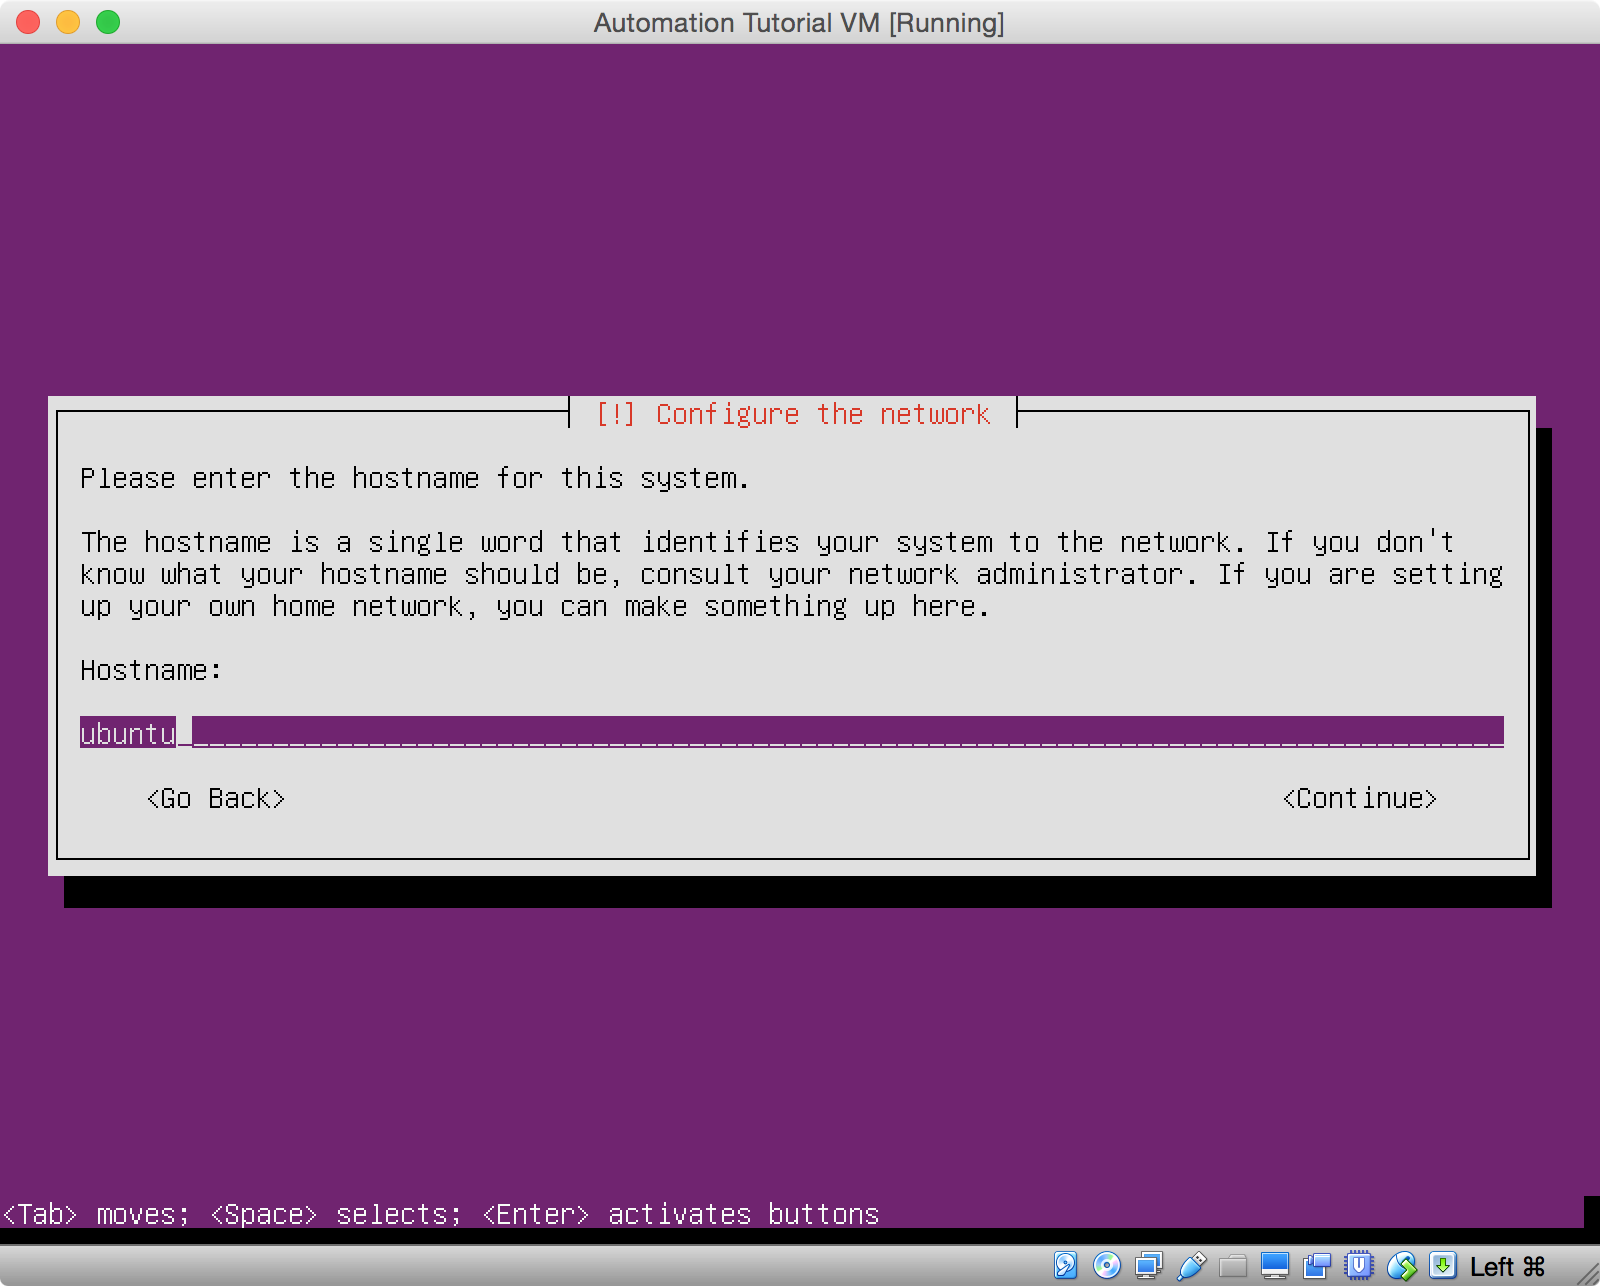 Automation Tutorial VM [Running]
[!] Configure the network
Please enter the hostname for this system.
The hostname is a single word that identifies your system to the network. If you don't
know what your hostname should be, consult your network administrator. If you are setting
up your own home network, you can make something up here.
Hostname:
ubuntu
<Go Back> <Continue>
<Tab> moves; <Space> selects; <Enter> activates buttons
Left ⌘